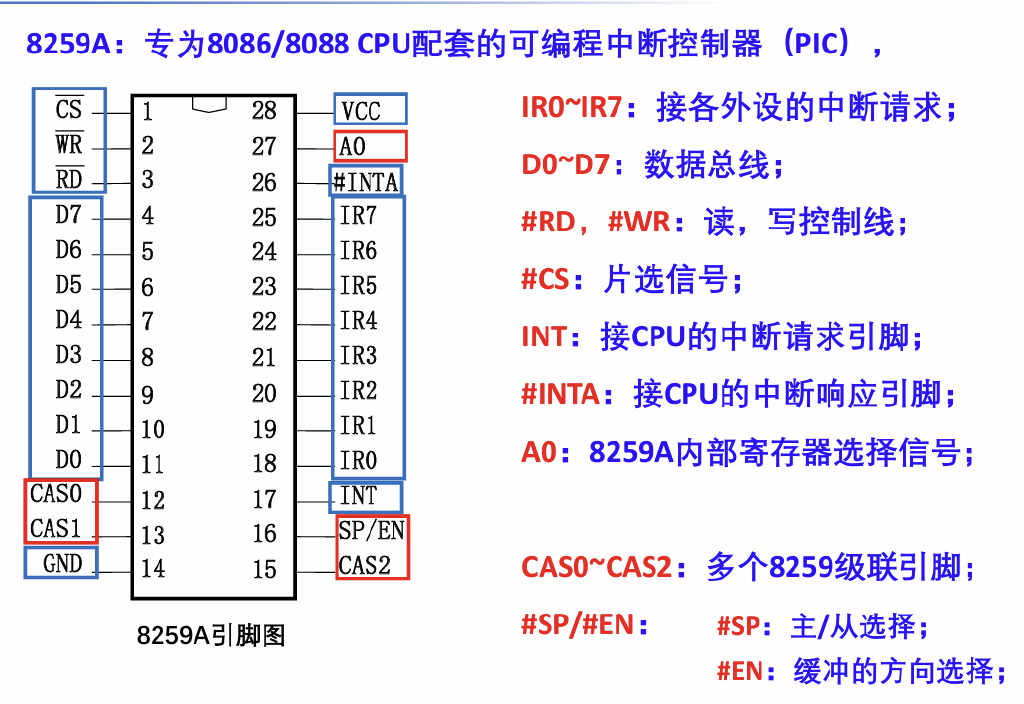 8259A：专为8086/8088 CPU配套的可编程中断控制器（PIC），
CS 1 28 VCC
WR 2 27 A0
RD 3 26 #INTA
D7 4 25 IR7
D6 5 24 IR6
D5 6 23 IR5
D4 7 22 IR4
D3 8 21 IR3
D2 9 20 IR2
D1 10 19 IR1
D0 11 18 IR0
CAS0 12 17 INT
CAS1 13 16 SP/EN
GND 14 15 CAS2
8259A引脚图
IR0~IR7：接各外设的中断请求；
D0~D7：数据总线；
#RD，#WR：读，写控制线；
#CS：片选信号；
INT：接CPU的中断请求引脚；
#INTA：接CPU的中断响应引脚；
A0：8259A内部寄存器选择信号；
CAS0~CAS2：多个8259级联引脚；
#SP/#EN： #SP：主/从选择；
#EN：缓冲的方向选择；